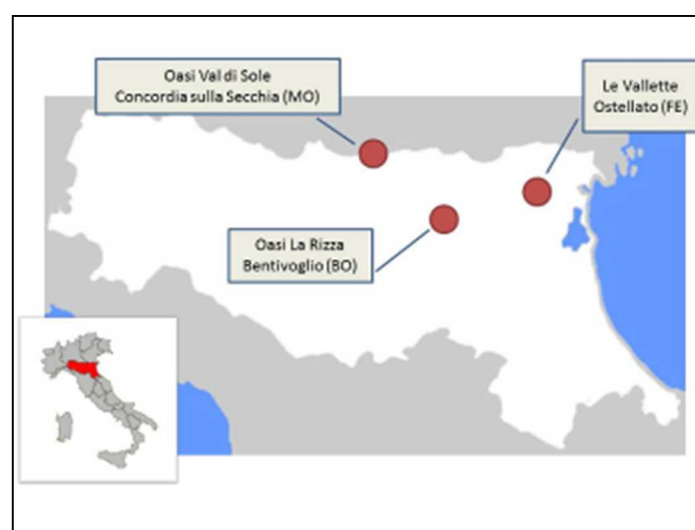 Oasi Val di Sole
Concordia sulla Secchia (MO)
Le Vallette
Ostellato (FE)
Oasi La Rizza
Bentivoglio (BO)